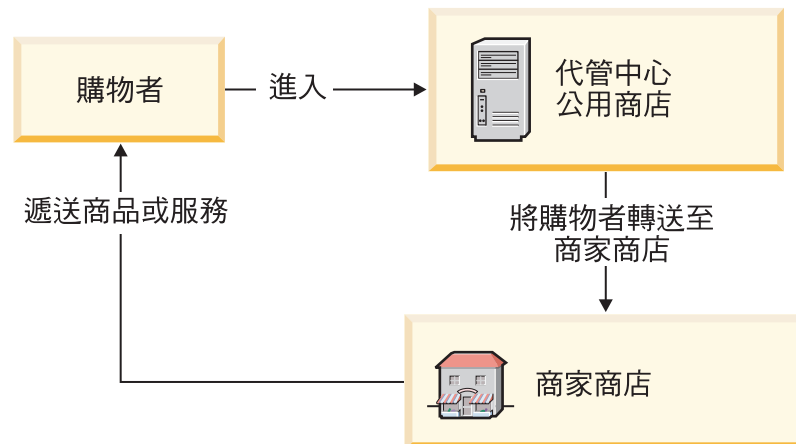 購物者
進入
代管中心
公用商店
將購物者轉送至
商家商店
遞送商品或服務
商家商店